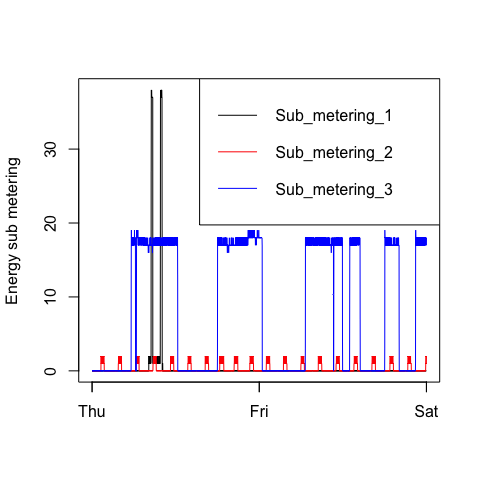 Sub_metering_1
Sub_metering_2
Sub_metering_3
Energy sub metering
30
20
10
0
Thu Fri Sat